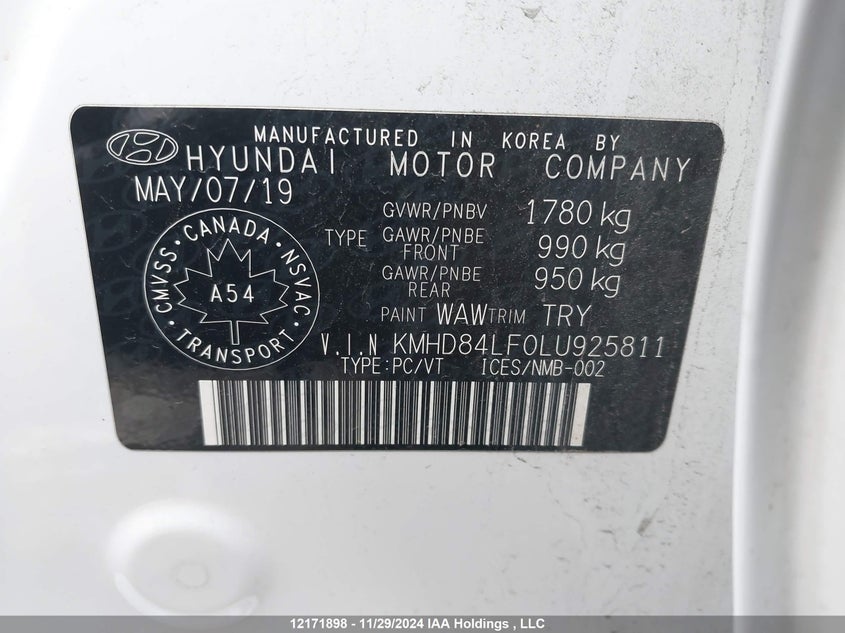 MANUFACTURED IN KOREA BY
HYUNDAI MOTOR COMPANY
MAY/07/19
GVWR/PNBV 1780 kg
TYPE GAWR/PNBE FRONT 990 kg
GAWR/PNBE REAR 950 kg
PAINT WAW TRIM TRY
CMVSS · CANADA · NSVAC · TRANSPORT ·
A54
V.I.N KMHD84LF0LU925811
TYPE:PC/VT ICES/NMB-002
12171898 - 11/29/2024 IAA Holdings , LLC